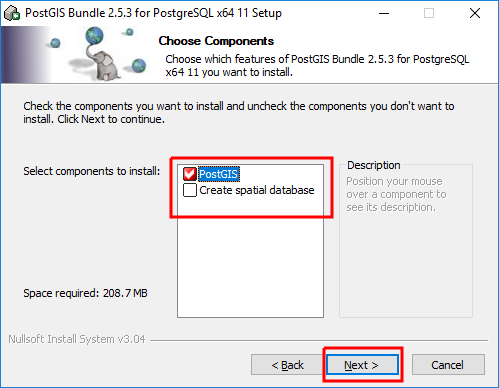 PostGIS Bundle 2.5.3 for PostgreSQL x64 11 Setup
Choose Components
Choose which features of PostGIS Bundle 2.5.3 for PostgreSQL
x64 11 you want to install.
Check the components you want to install and uncheck the components you don't want to
install. Click Next to continue.
Select components to install:
PostGIS
Create spatial database
Description
Position your mouse
over a component to
see its description.
Space required: 208.7 MB
Nullsoft Install System v3.04
< Back
Next >
Cancel